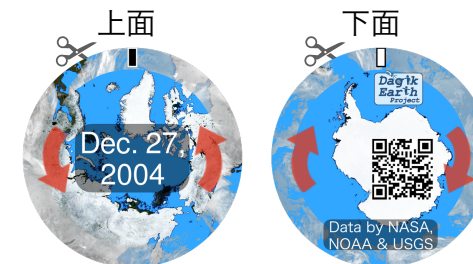 上面
下面
Dec. 27,
2004
Dagik
Earth
Project
Data by NASA,
NOAA & USGS